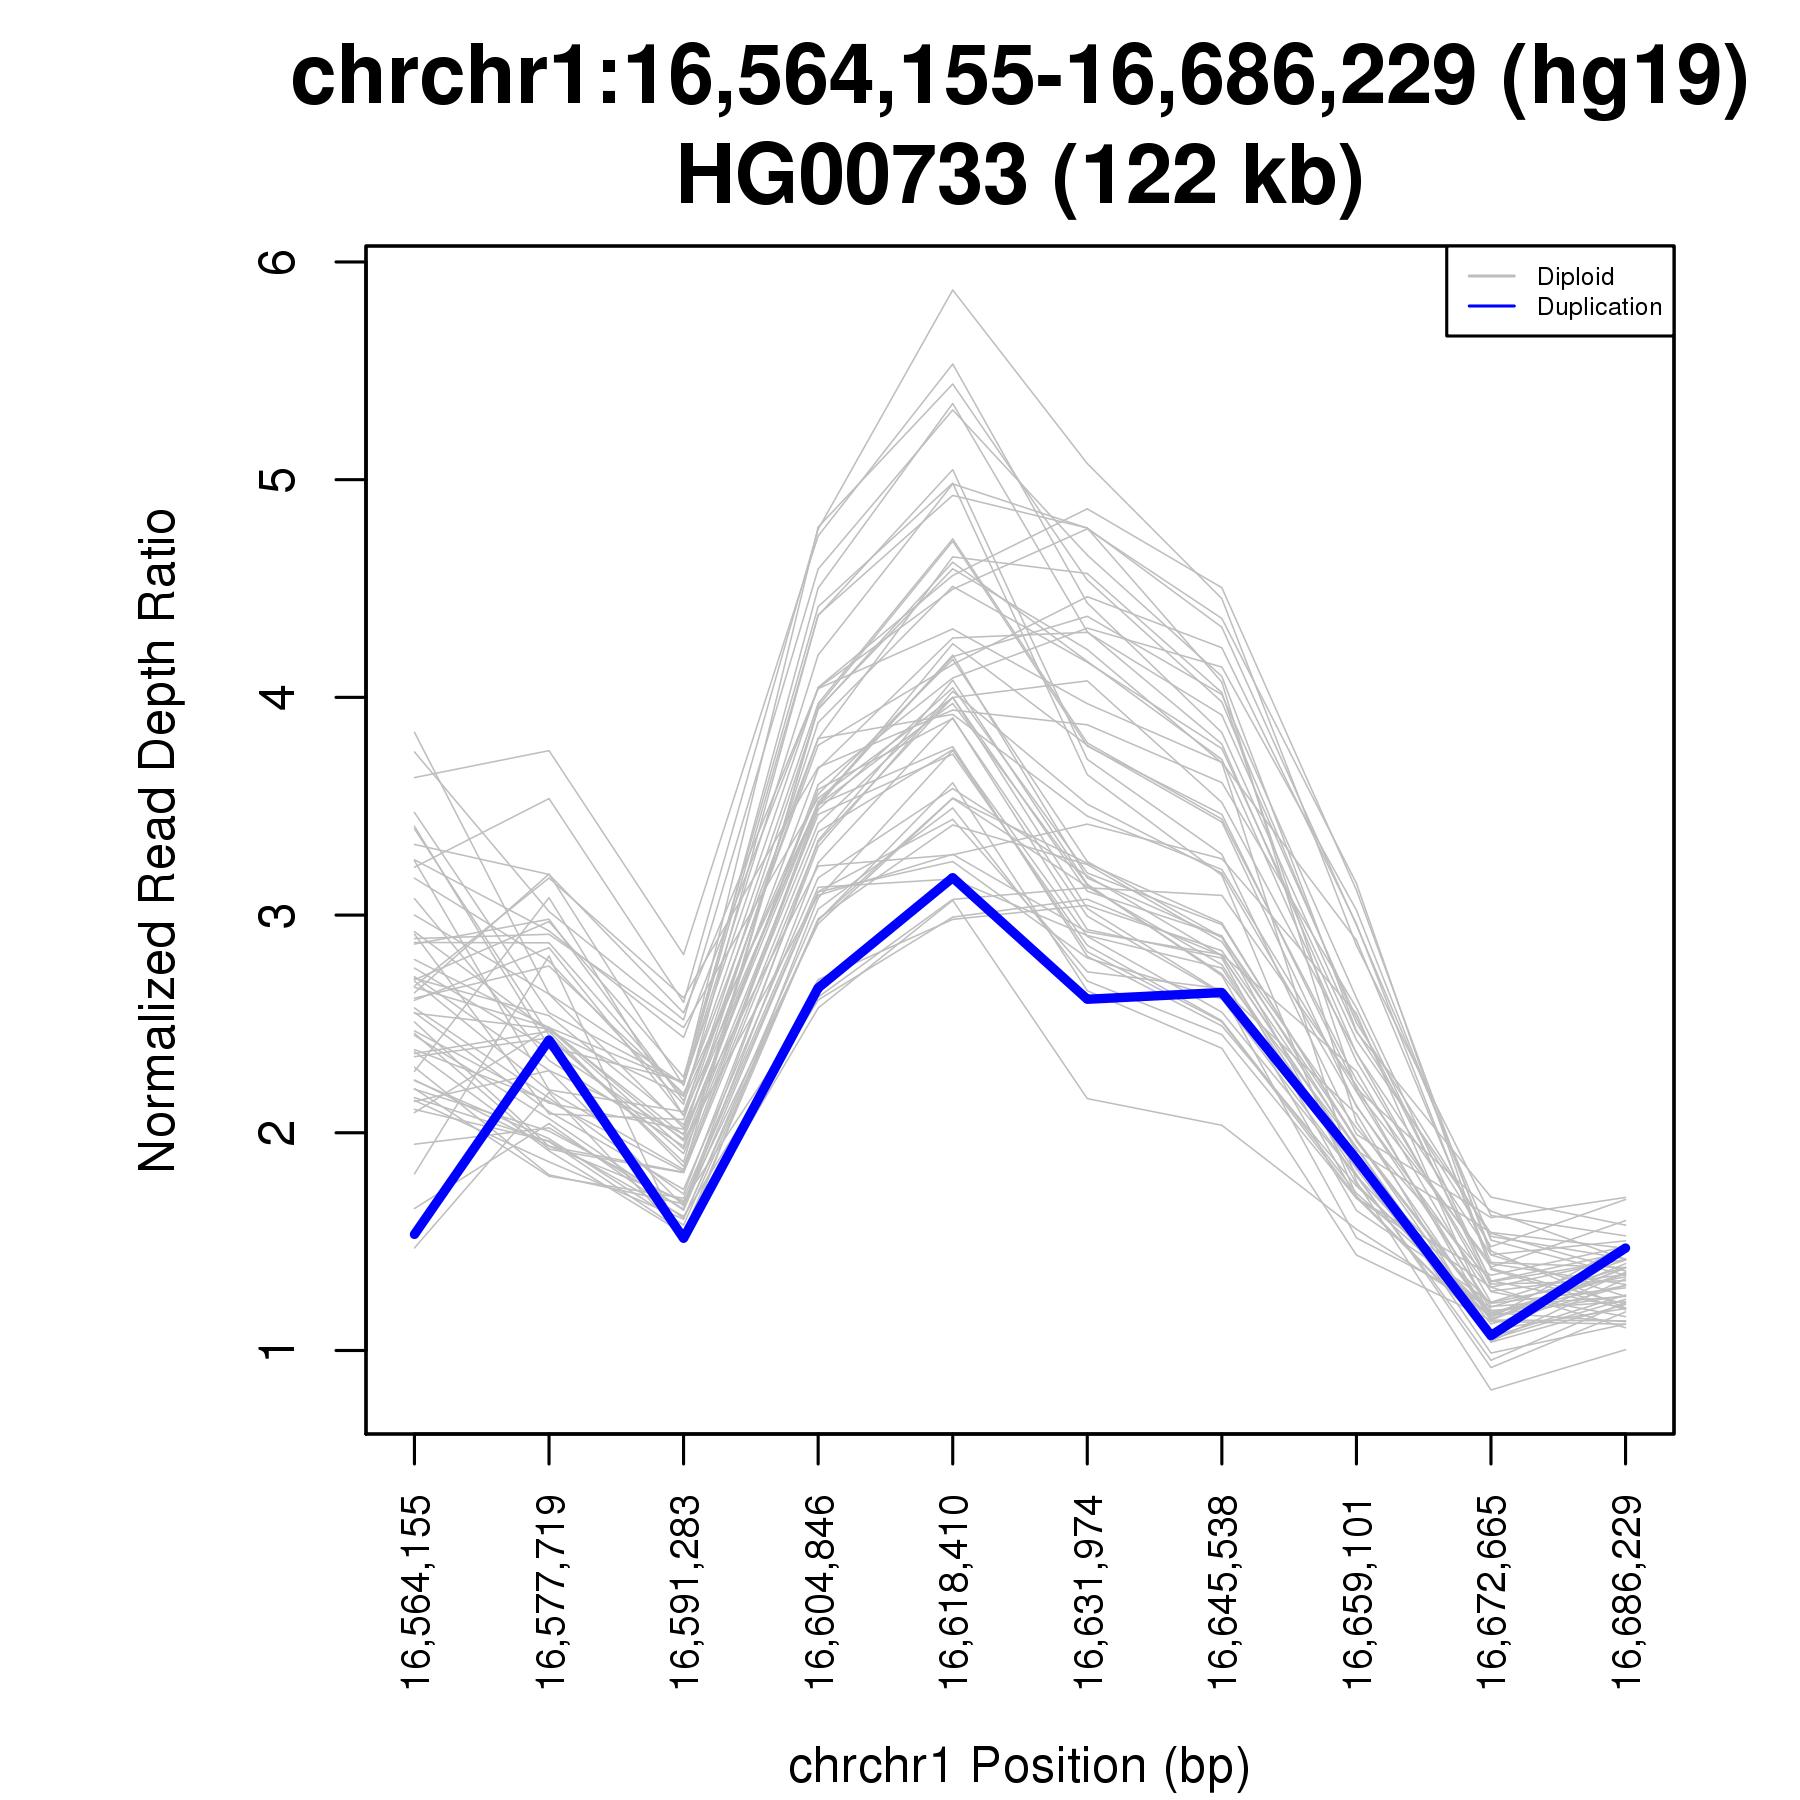 chrchr1:16,564,155-16,686,229 (hg19)
HG00733 (122 kb)
Diploid
Duplication
Normalized Read Depth Ratio
6
5
4
3
2
1
16,564,155
16,577,719
16,591,283
16,604,846
16,618,410
16,631,974
16,645,538
16,659,101
16,672,665
16,686,229
chrchr1 Position (bp)